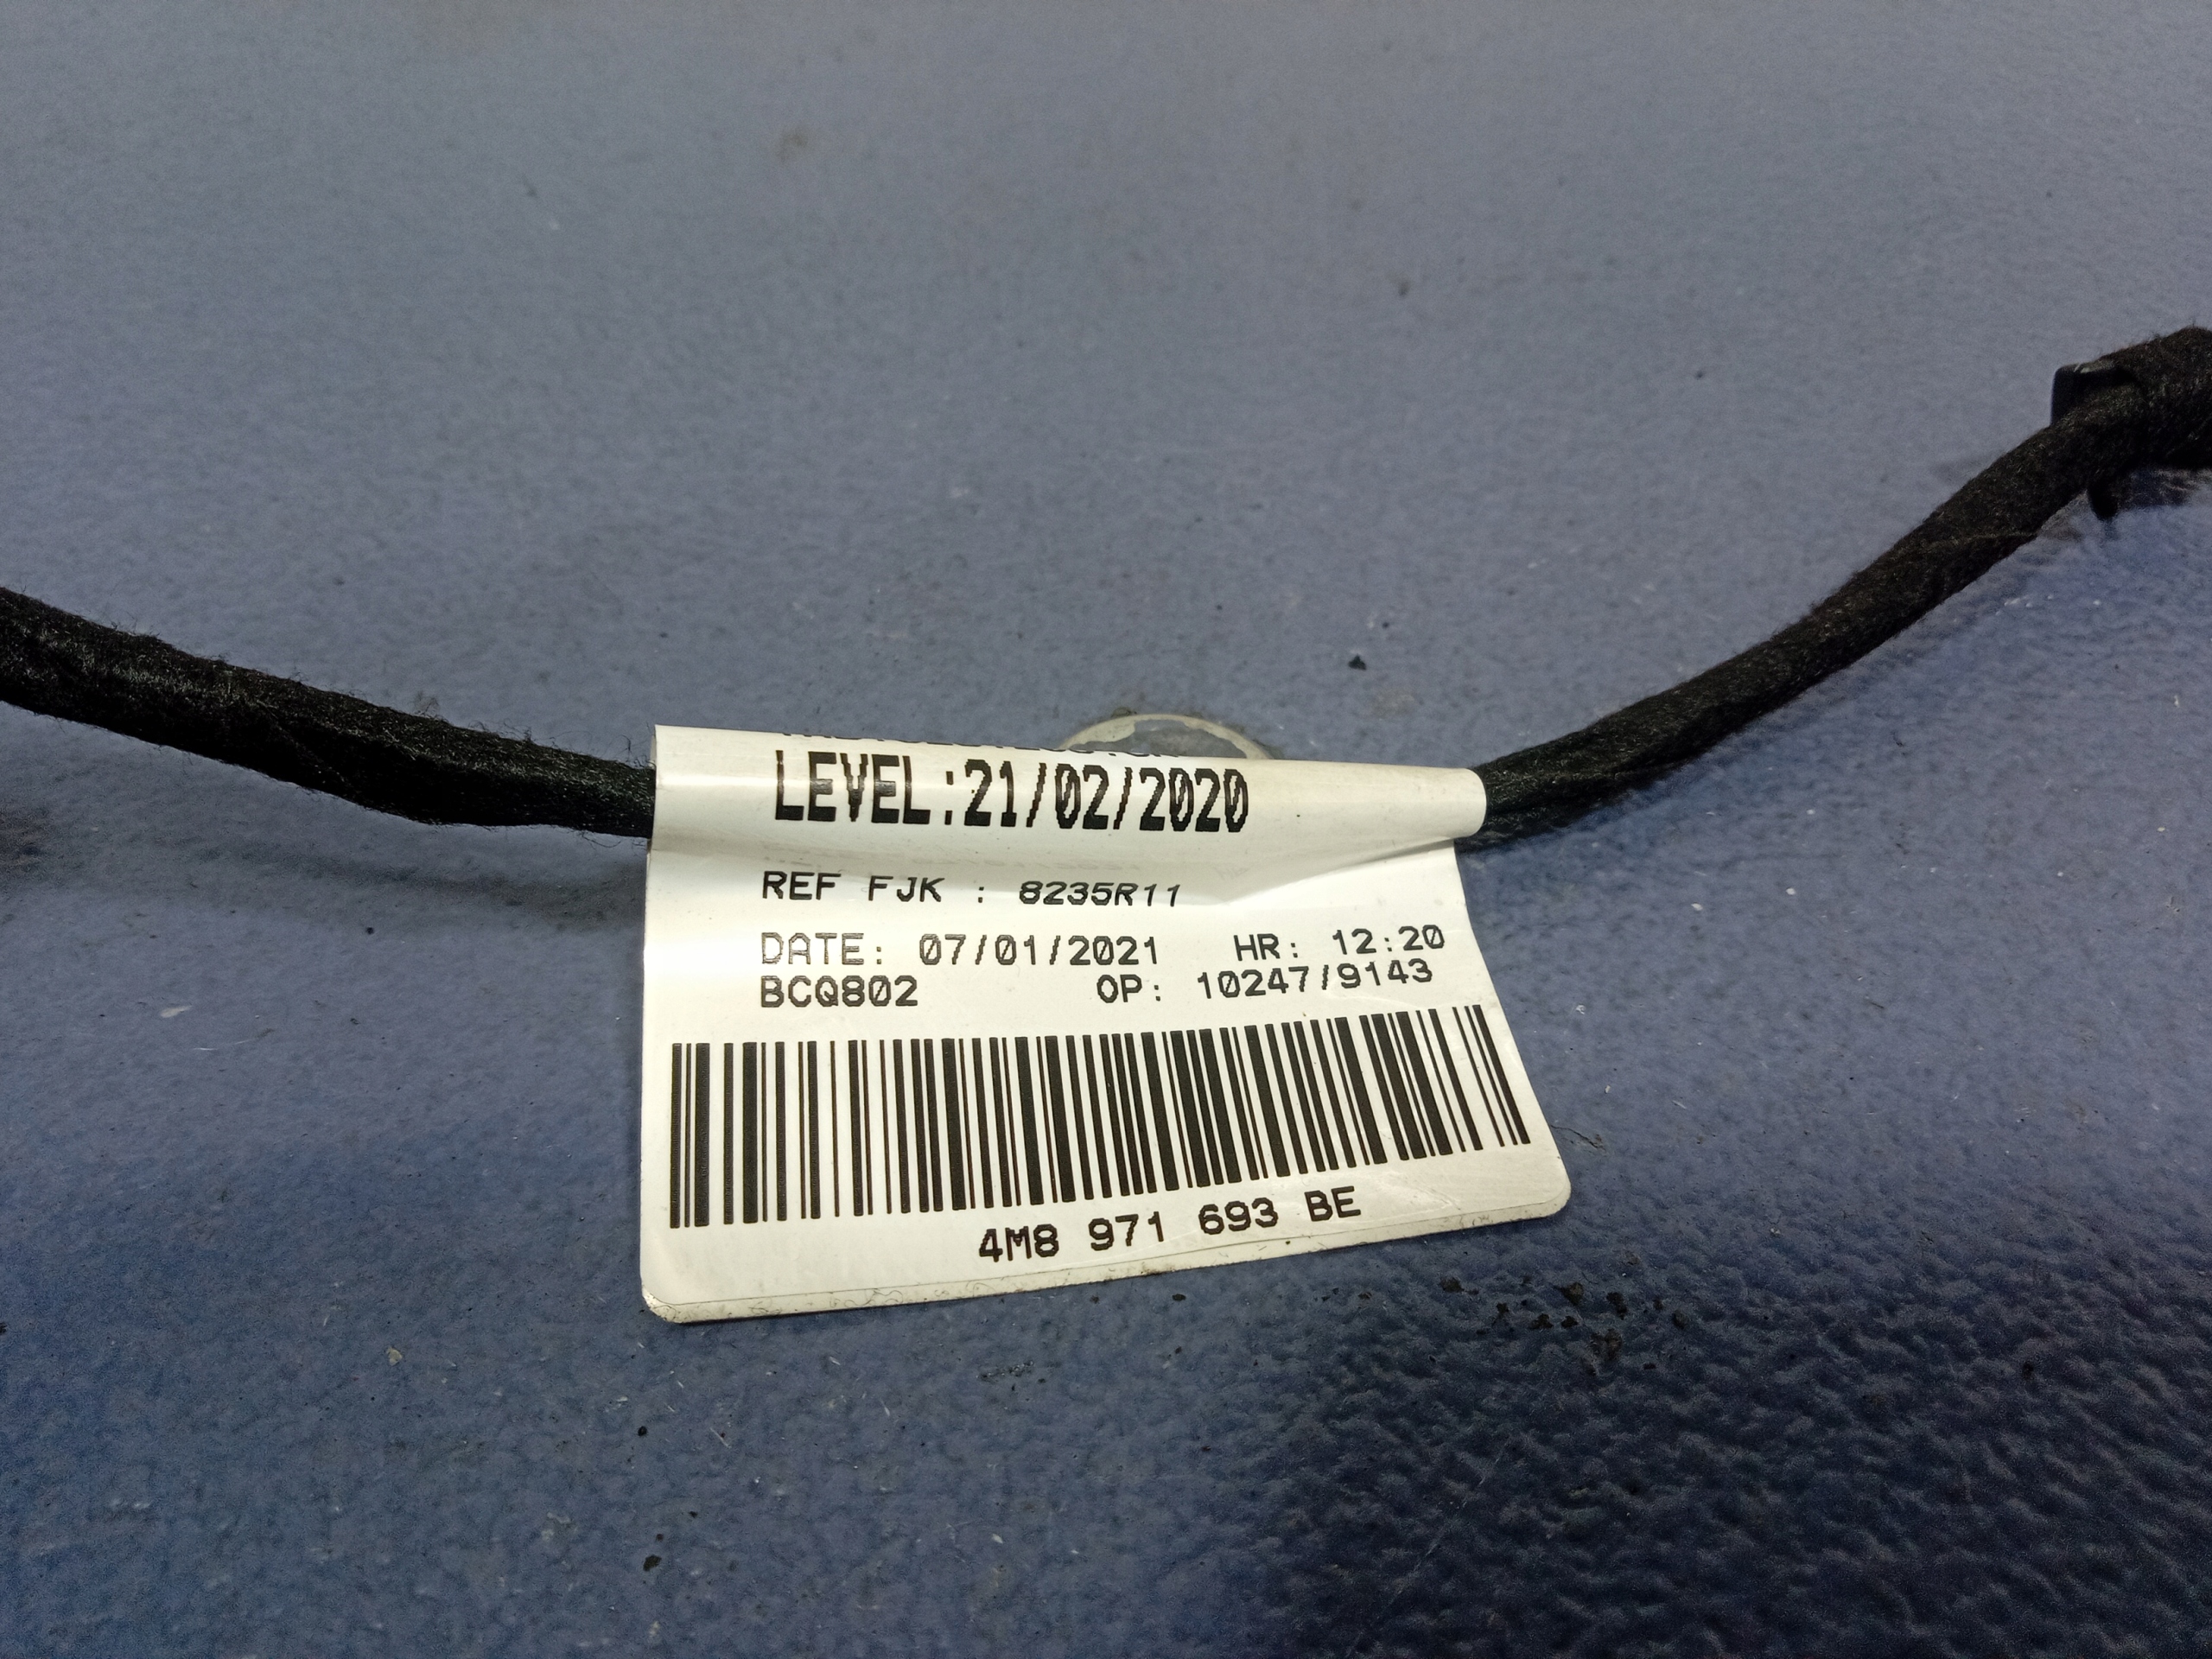 LEVEL:21/02/2020
REF FJK : 8235R11
DATE: 07/01/2021 HR: 12:20
BCQ802 OP: 10247/9143
4M8 971 693 BE